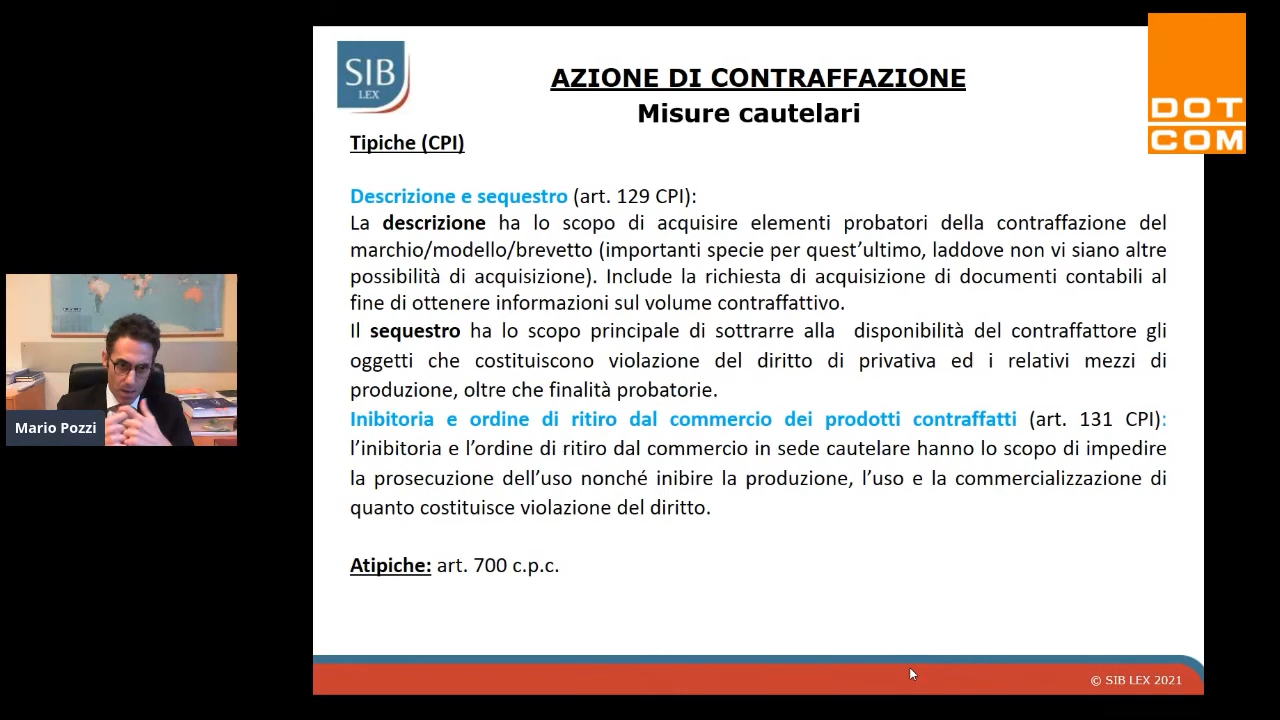 SIB
LEX
AZIONE DI CONTRAFFAZIONE
Misure cautelari
DOT
COM
Tipiche (CPI)
Descrizione e sequestro (art. 129 CPI):
La descrizione ha lo scopo di acquisire elementi probatori della contraffazione del
marchio/modello/brevetto (importanti specie per quest’ultimo, laddove non vi siano altre
possibilità di acquisizione). Include la richiesta di acquisizione di documenti contabili al
fine di ottenere informazioni sul volume contraffattivo.
Il sequestro ha lo scopo principale di sottrarre alla disponibilità del contraffattore gli
oggetti che costituiscono violazione del diritto di privativa ed i relativi mezzi di
produzione, oltre che finalità probatorie.
Inibitoria e ordine di ritiro dal commercio dei prodotti contraffatti (art. 131 CPI):
l’inibitoria e l’ordine di ritiro dal commercio in sede cautelare hanno lo scopo di impedire
la prosecuzione dell’uso nonché inibire la produzione, l’uso e la commercializzazione di
quanto costituisce violazione del diritto.
Atipiche: art. 700 c.p.c.
Mario Pozzi
© SIB LEX 2021